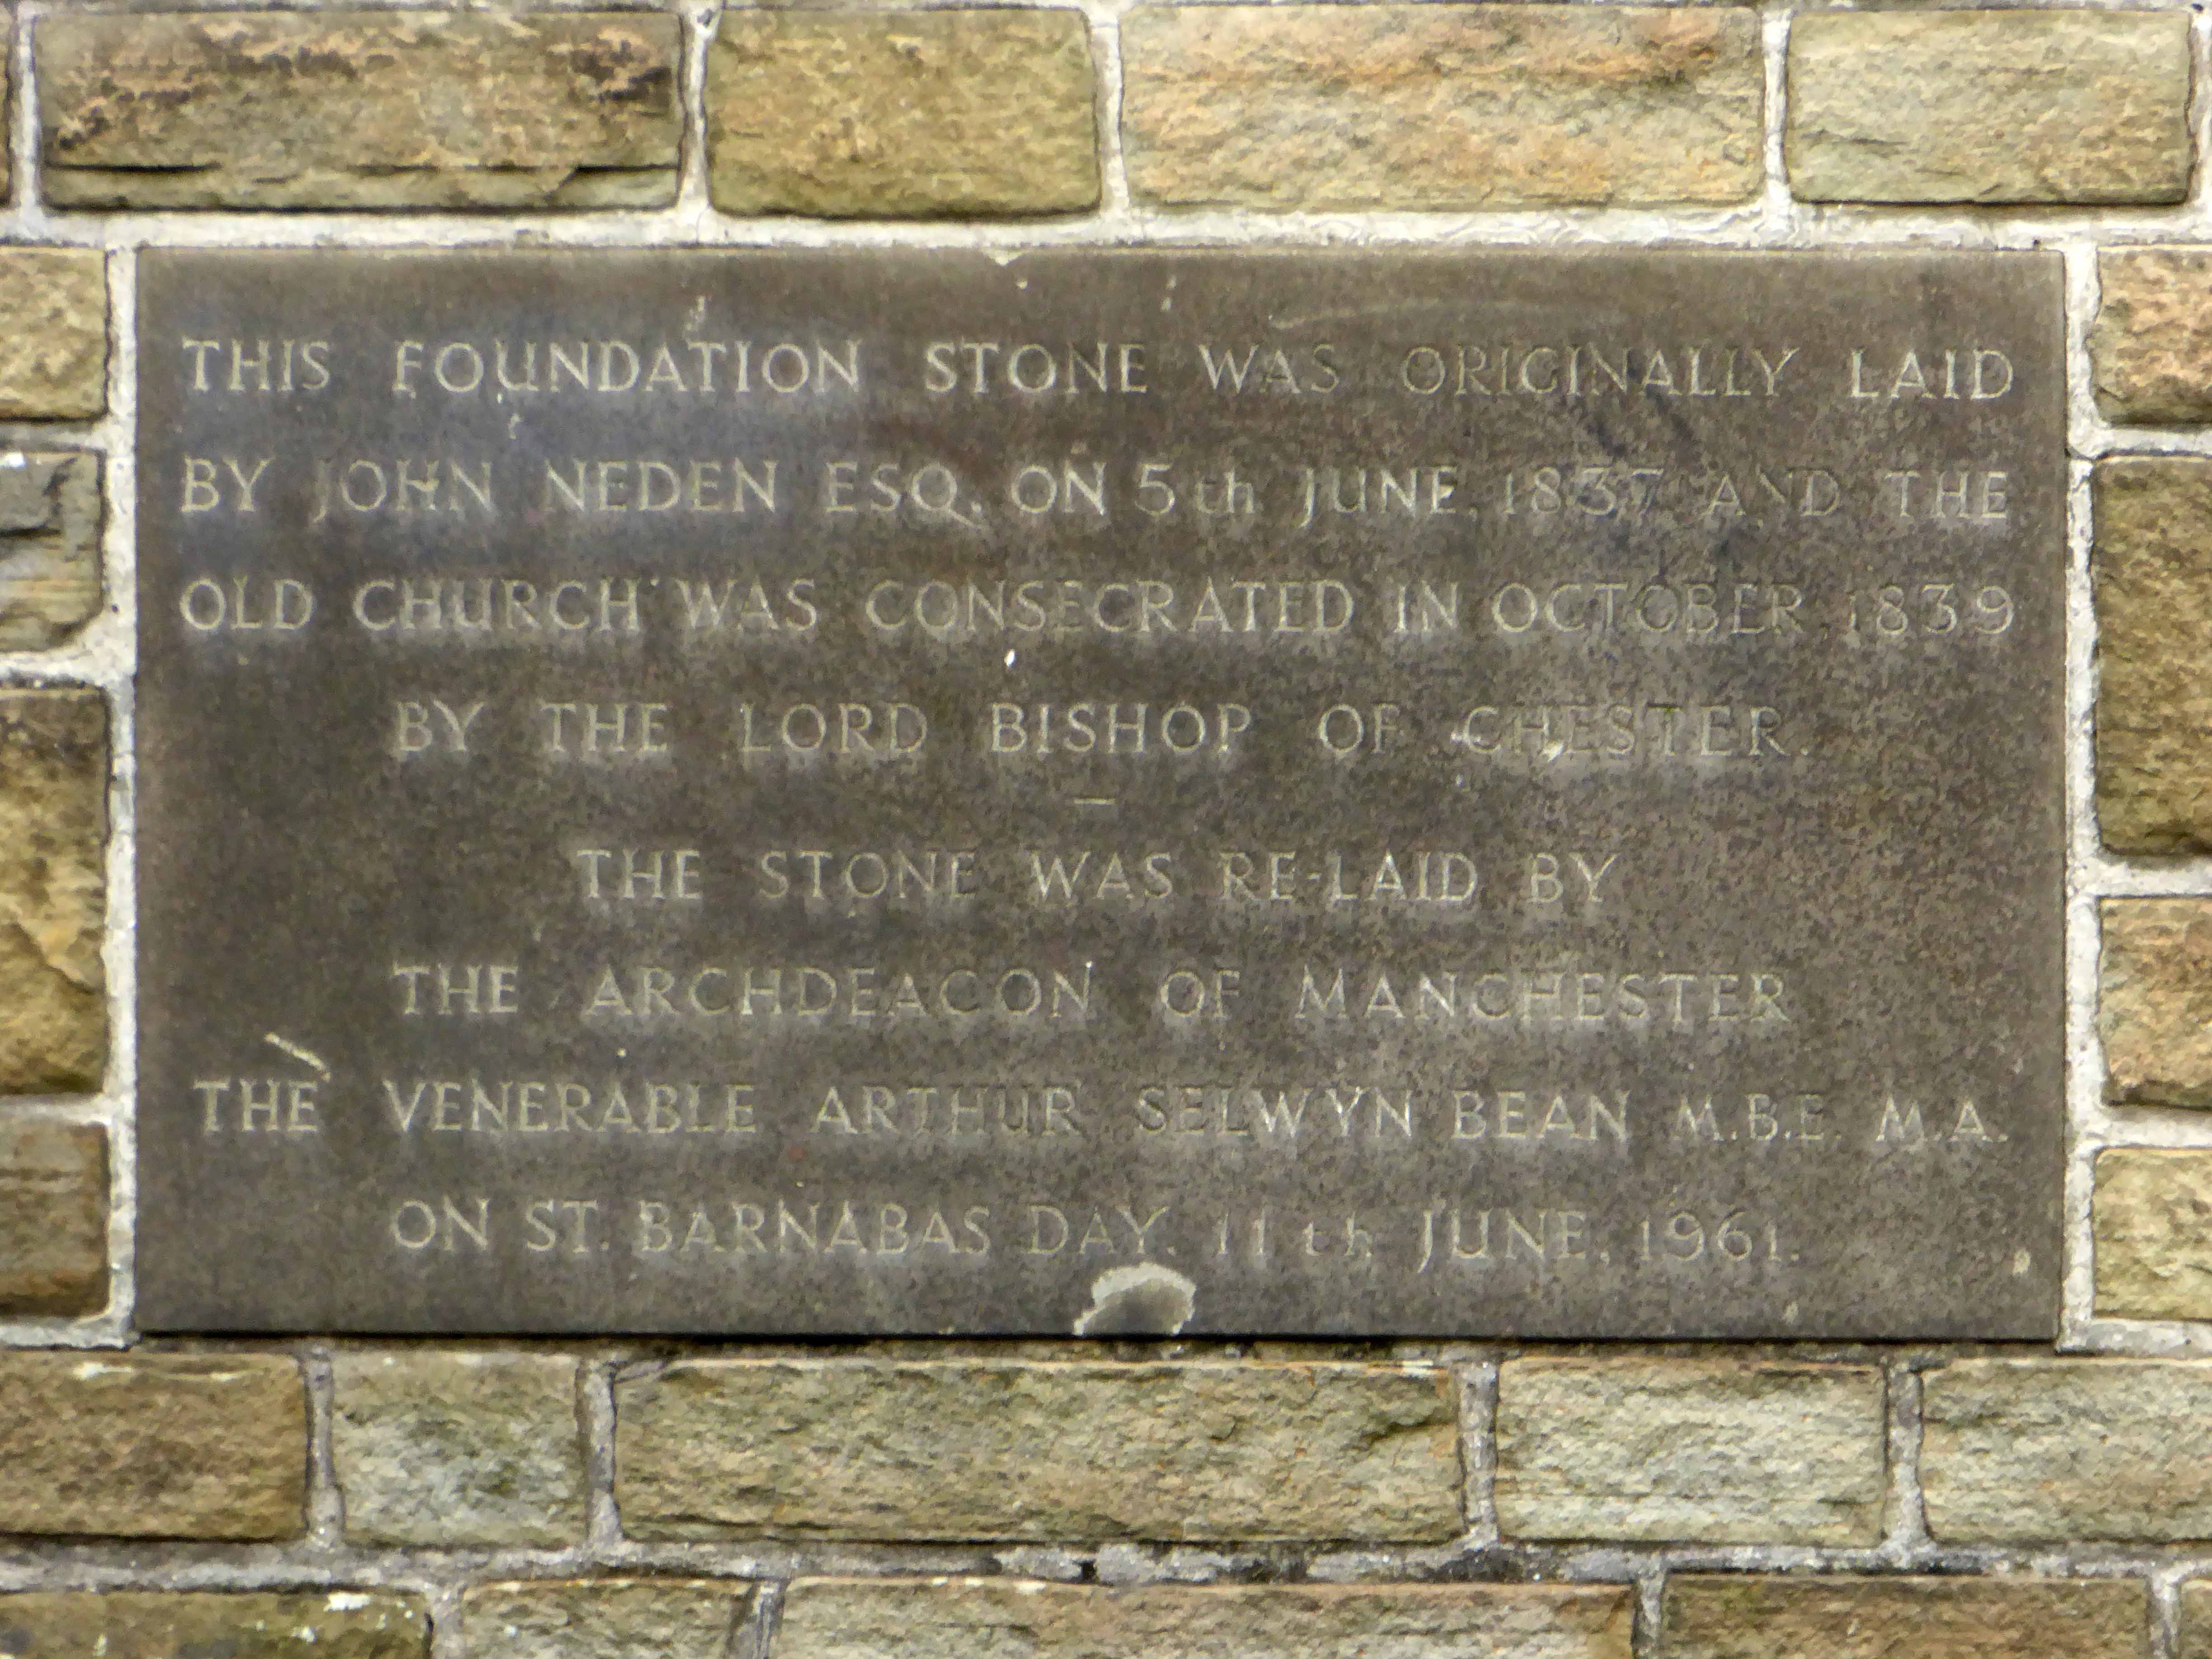 THIS FOUNDATION STONE WAS ORIGINALLY LAID
BY JOHN NEDEN ESQ. ON 5th JUNE, 1837 AND THE
OLD CHURCH WAS CONSECRATED IN OCTOBER 1839
BY THE LORD BISHOP OF CHESTER.
—
THE STONE WAS RE-LAID BY
THE ARCHDEACON OF MANCHESTER
THE VENERABLE ARTHUR SELWYN BEAN M.B.E. M.A.
ON ST. BARNABAS DAY. 11th JUNE, 1961.